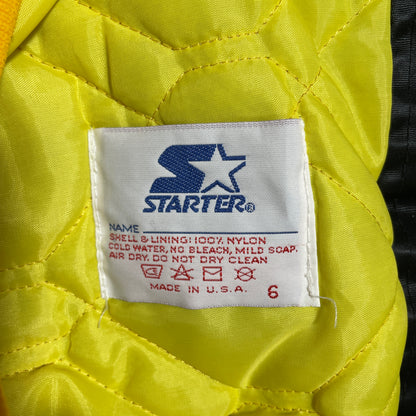 STARTER®
NAME
SHELL & LINING: 100% NYLON
COLD WATER, NO BLEACH, MILD SOAP.
AIR DRY. DO NOT DRY CLEAN
MADE IN U.S.A. 6